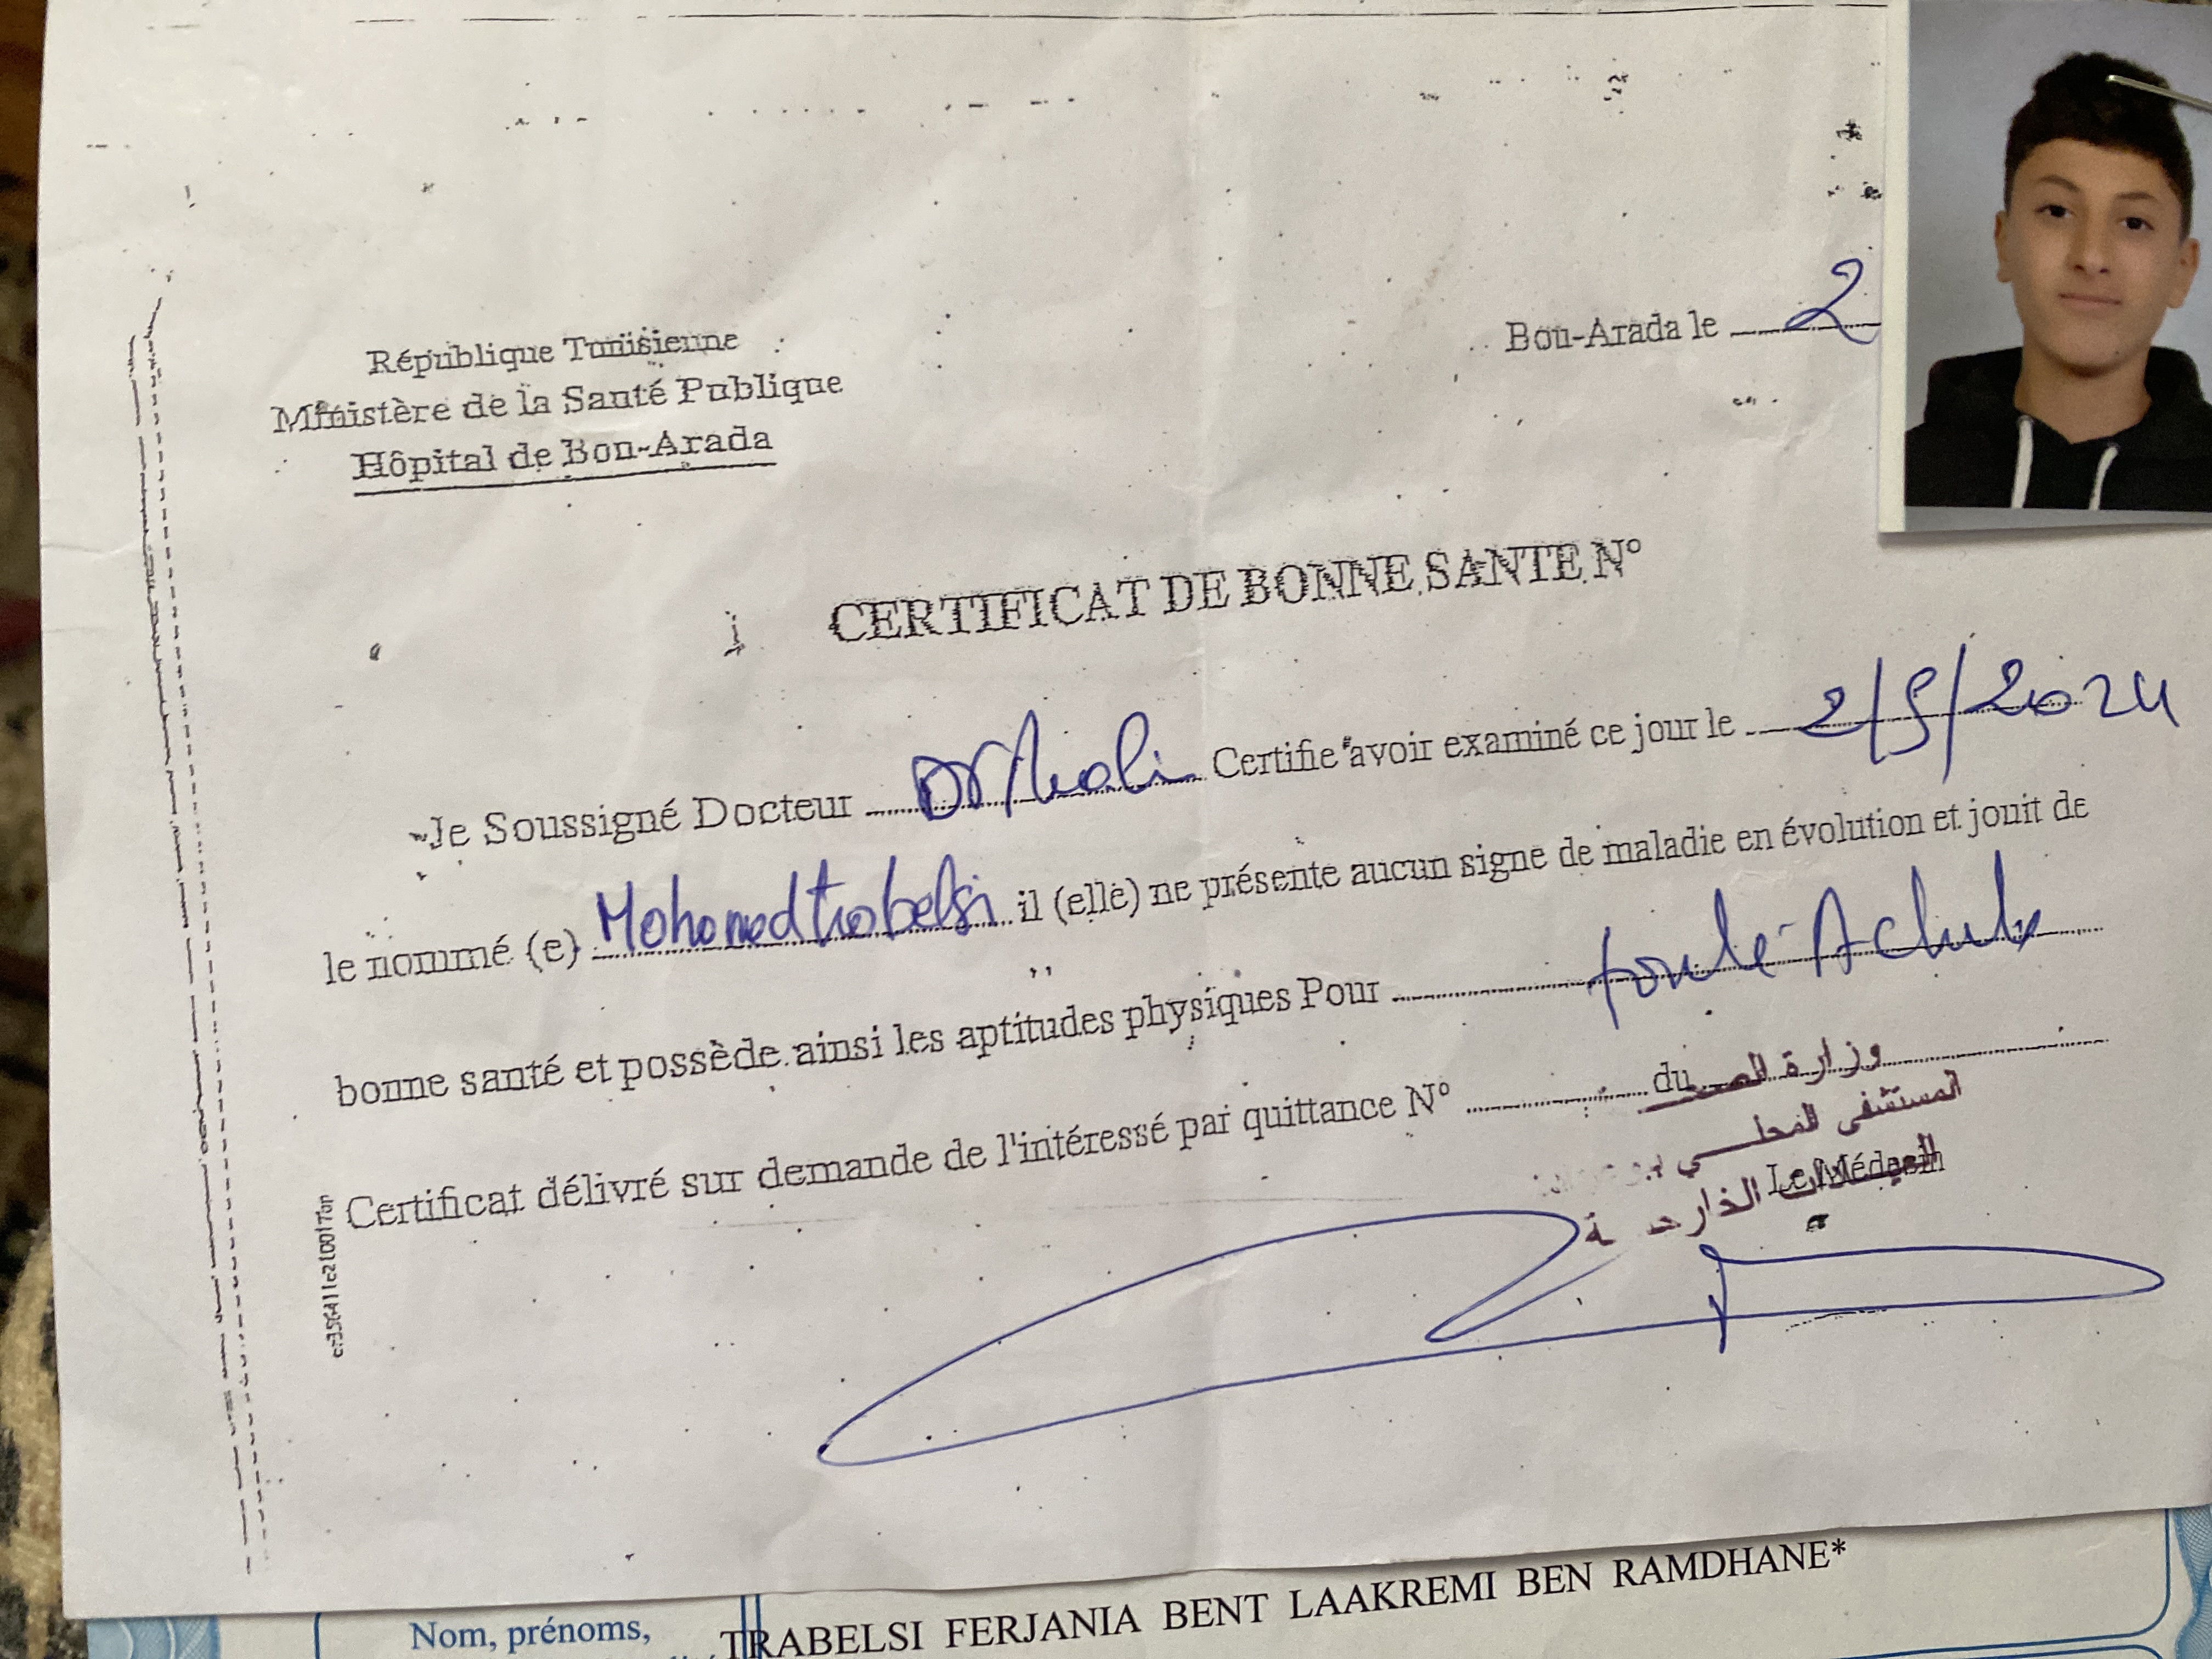 République Tunisienne
Ministère de la Santé Publique
Hôpital de Bon-Arada
Bou-Arada le 2
CERTIFICAT DE BONNE SANTE N°
Je Soussigné Docteur Certifie avoir examiné ce jour le 2/5/2024
le nommé (e) Mohamed trabelsi il (elle) ne présente aucun signe de maladie en évolution et jouit de
bonne santé et possède ainsi les aptitudes physiques Pour
Certificat délivré sur demande de l'intéressé par quittance N° du
وزارة الصحة
المستشفى المحلي
Le Médecin
العيادات الخارجية
Nom, prénoms,
TRABELSI FERJANIA BENT LAAKREMI BEN RAMDHANE*